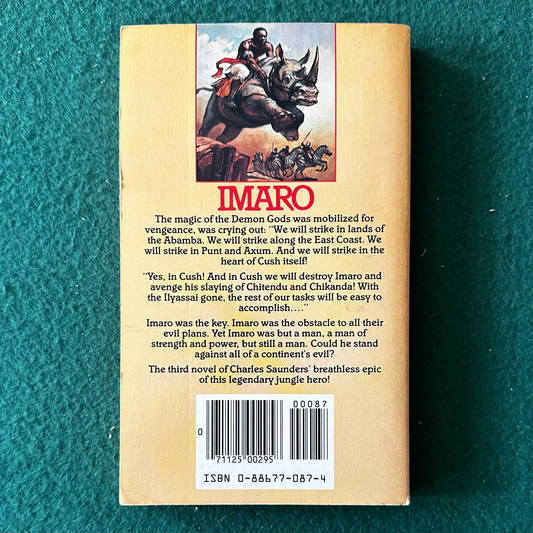 IMARO
The magic of the Demon Gods was mobilized for
vengeance, was crying out: "We will strike in lands of
the Abamba. We will strike along the East Coast. We
will strike in Punt and Axum. And we will strike in the
heart of Cush itself!
"Yes, in Cush! And in Cush we will destroy Imaro and
avenge his slaying of Chitendu and Chikanda! With
the Ilyassai gone, the rest of our tasks will be easy to
accomplish...."
Imaro was the key. Imaro was the obstacle to all their
evil plans. Yet Imaro was but a man, a man of
strength and power, but still a man. Could he stand
against all of a continent's evil?
The third novel of Charles Saunders' breathless epic
of this legendary jungle hero!
00087
0
71125 00295
ISBN 0-88677-087-4